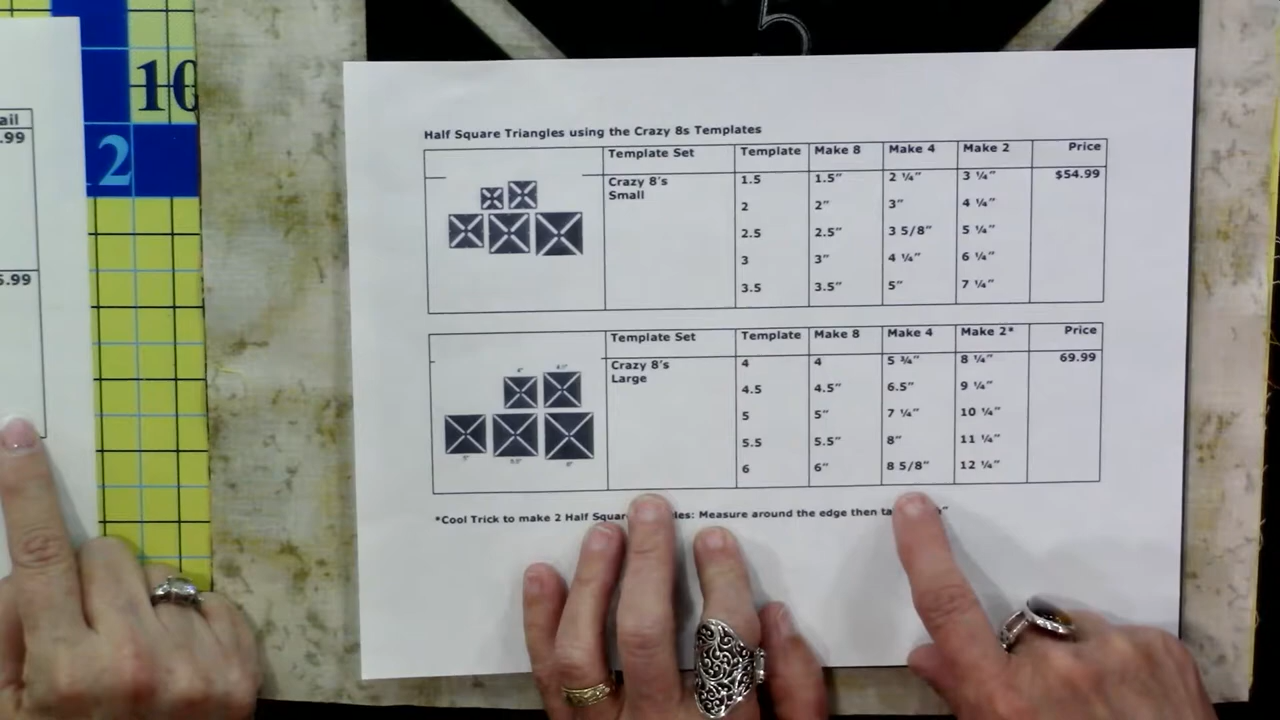 5
10
12
ail
.99
5.99
Half Square Triangles using the Crazy 8s Templates
Template Set Template Make 8 Make 4 Make 2 Price
Crazy 8's Small 1.5 1.5" 2 ¼" 3 ¼" $54.99
2 2" 3" 4 ¼"
2.5 2.5" 3 5/8" 5 ¼"
3 3" 4 ¼" 6 ¼"
3.5 3.5" 5" 7 ¼"
Template Set Template Make 8 Make 4 Make 2* Price
Crazy 8's Large 4 4 5 ¾" 8 ¼" 69.99
4.5 4.5" 6.5" 9 ¼"
5 5" 7 ¼" 10 ¼"
5.5 5.5" 8" 11 ¼"
6 6" 8 5/8" 12 ¼"
*Cool Trick to make 2 Half Squar les: Measure around the edge then ta